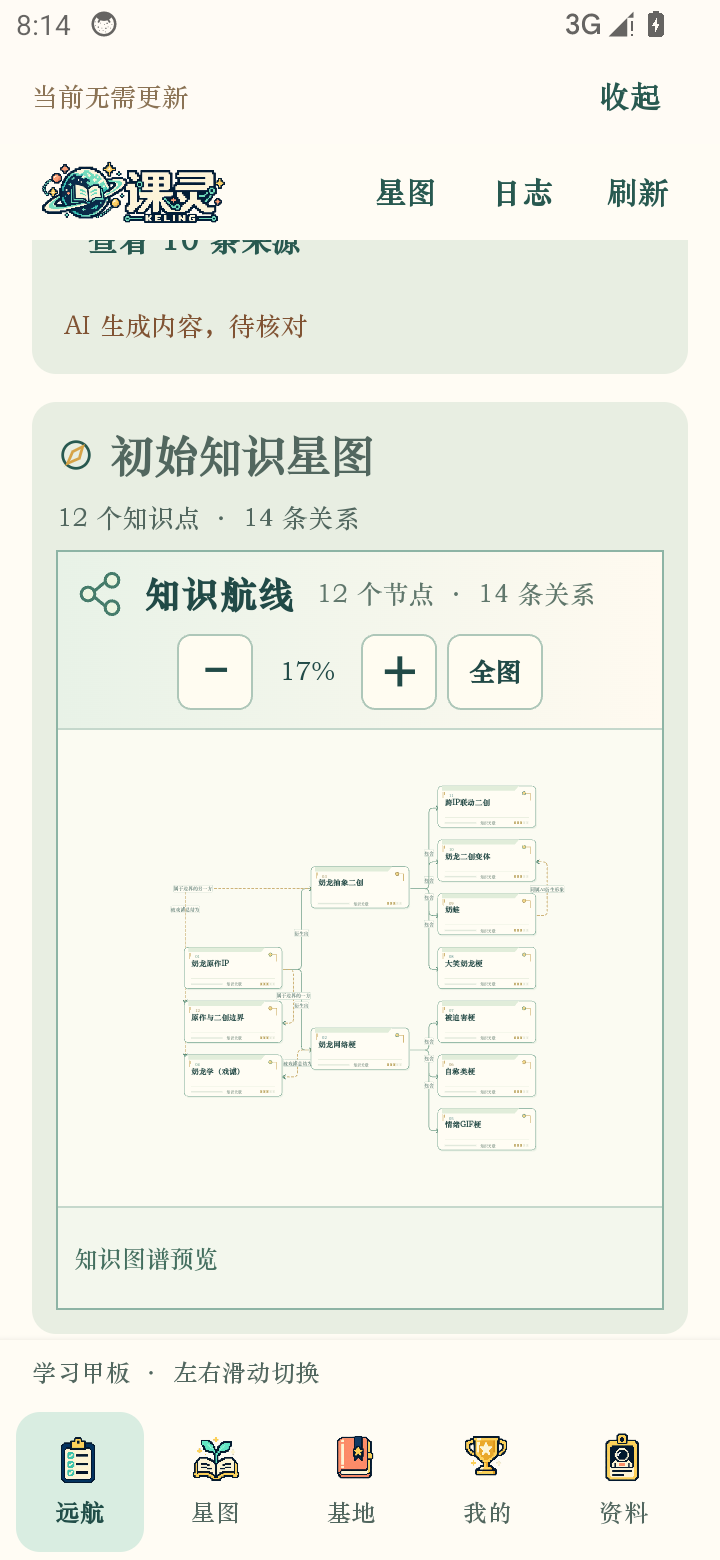 8:14
3G
当前无需更新
收起
课灵
KELING
星图
日志
刷新
查看 10 条来源
AI 生成内容，待核对
初始知识星图
12 个知识点 · 14 条关系
知识航线
12 个节点 · 14 条关系
17%
全图
跨IP联动二创
奶龙二创变体
奶龙抽象二创
奶蛙
奶龙原作IP
大笑奶龙梗
原作与二创边界
被迫害梗
奶龙网络梗
奶龙学（戏谑）
自称类梗
情绪GIF梗
知识图谱预览
学习甲板 · 左右滑动切换
远航
星图
基地
我的
资料